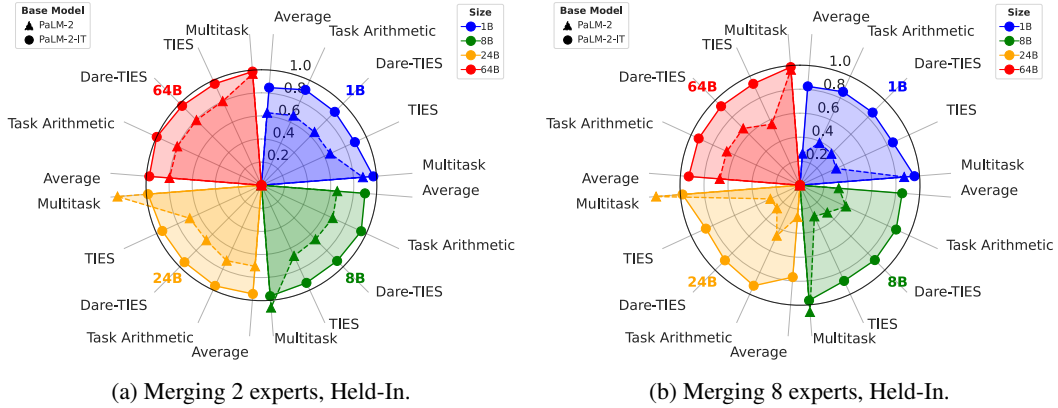 Base Model
PaLM-2
PaLM-2-IT
Size
1B
8B
24B
64B
Average
Task Arithmetic
Dare-TIES
TIES
Multitask
Average
Task Arithmetic
Dare-TIES
TIES
Multitask
Average
Task Arithmetic
Dare-TIES
TIES
Multitask
Average
Task Arithmetic
Dare-TIES
TIES
Multitask
1.0
0.8
0.6
0.4
0.2
64B
1B
24B
8B
(a) Merging 2 experts, Held-In.
Base Model
PaLM-2
PaLM-2-IT
Size
1B
8B
24B
64B
Average
Task Arithmetic
Dare-TIES
TIES
Multitask
Average
Task Arithmetic
Dare-TIES
TIES
Multitask
Average
Task Arithmetic
Dare-TIES
TIES
Multitask
Average
Task Arithmetic
Dare-TIES
TIES
Multitask
1.0
0.8
0.6
0.4
0.2
64B
1B
24B
8B
(b) Merging 8 experts, Held-In.